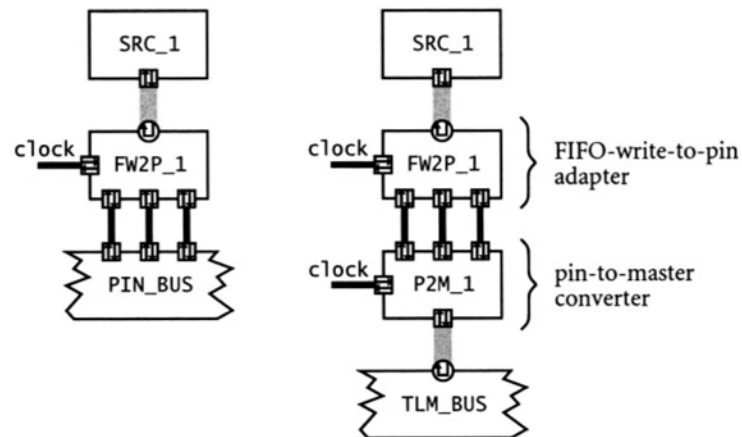 SRC_1
clock
FW2P_1
PIN_BUS
SRC_1
clock
FW2P_1
FIFO-write-to-pin
adapter
clock
P2M_1
pin-to-master
converter
TLM_BUS